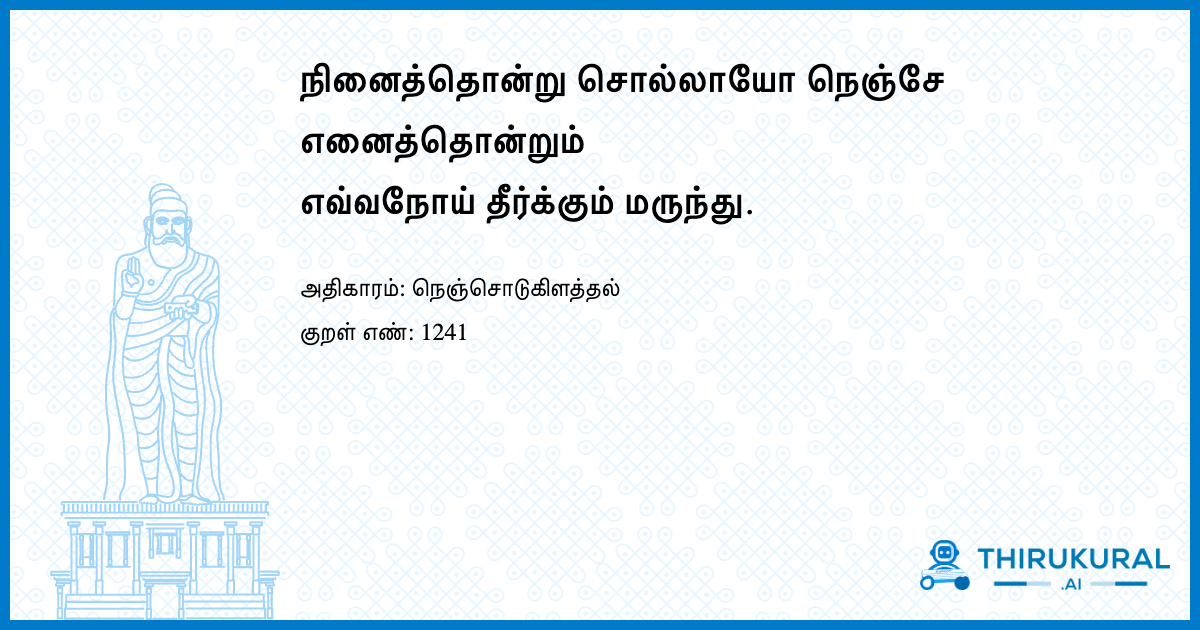 நினைத்தொன்று சொல்லாயோ நெஞ்சே
எனைத்தொன்றும்
எவ்வநோய் தீர்க்கும் மருந்து.
அதிகாரம்: நெஞ்சொடுகிளத்தல்
குறள் எண்: 1241
THIRUKURAL
.AI